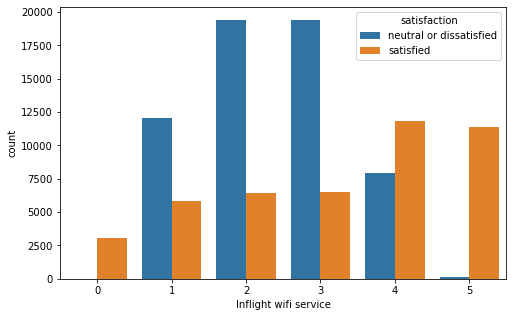 20000
17500
15000
12500
10000
7500
5000
2500
0
count
satisfaction
neutral or dissatisfied
satisfied
0 1 2 3 4 5
Inflight wifi service